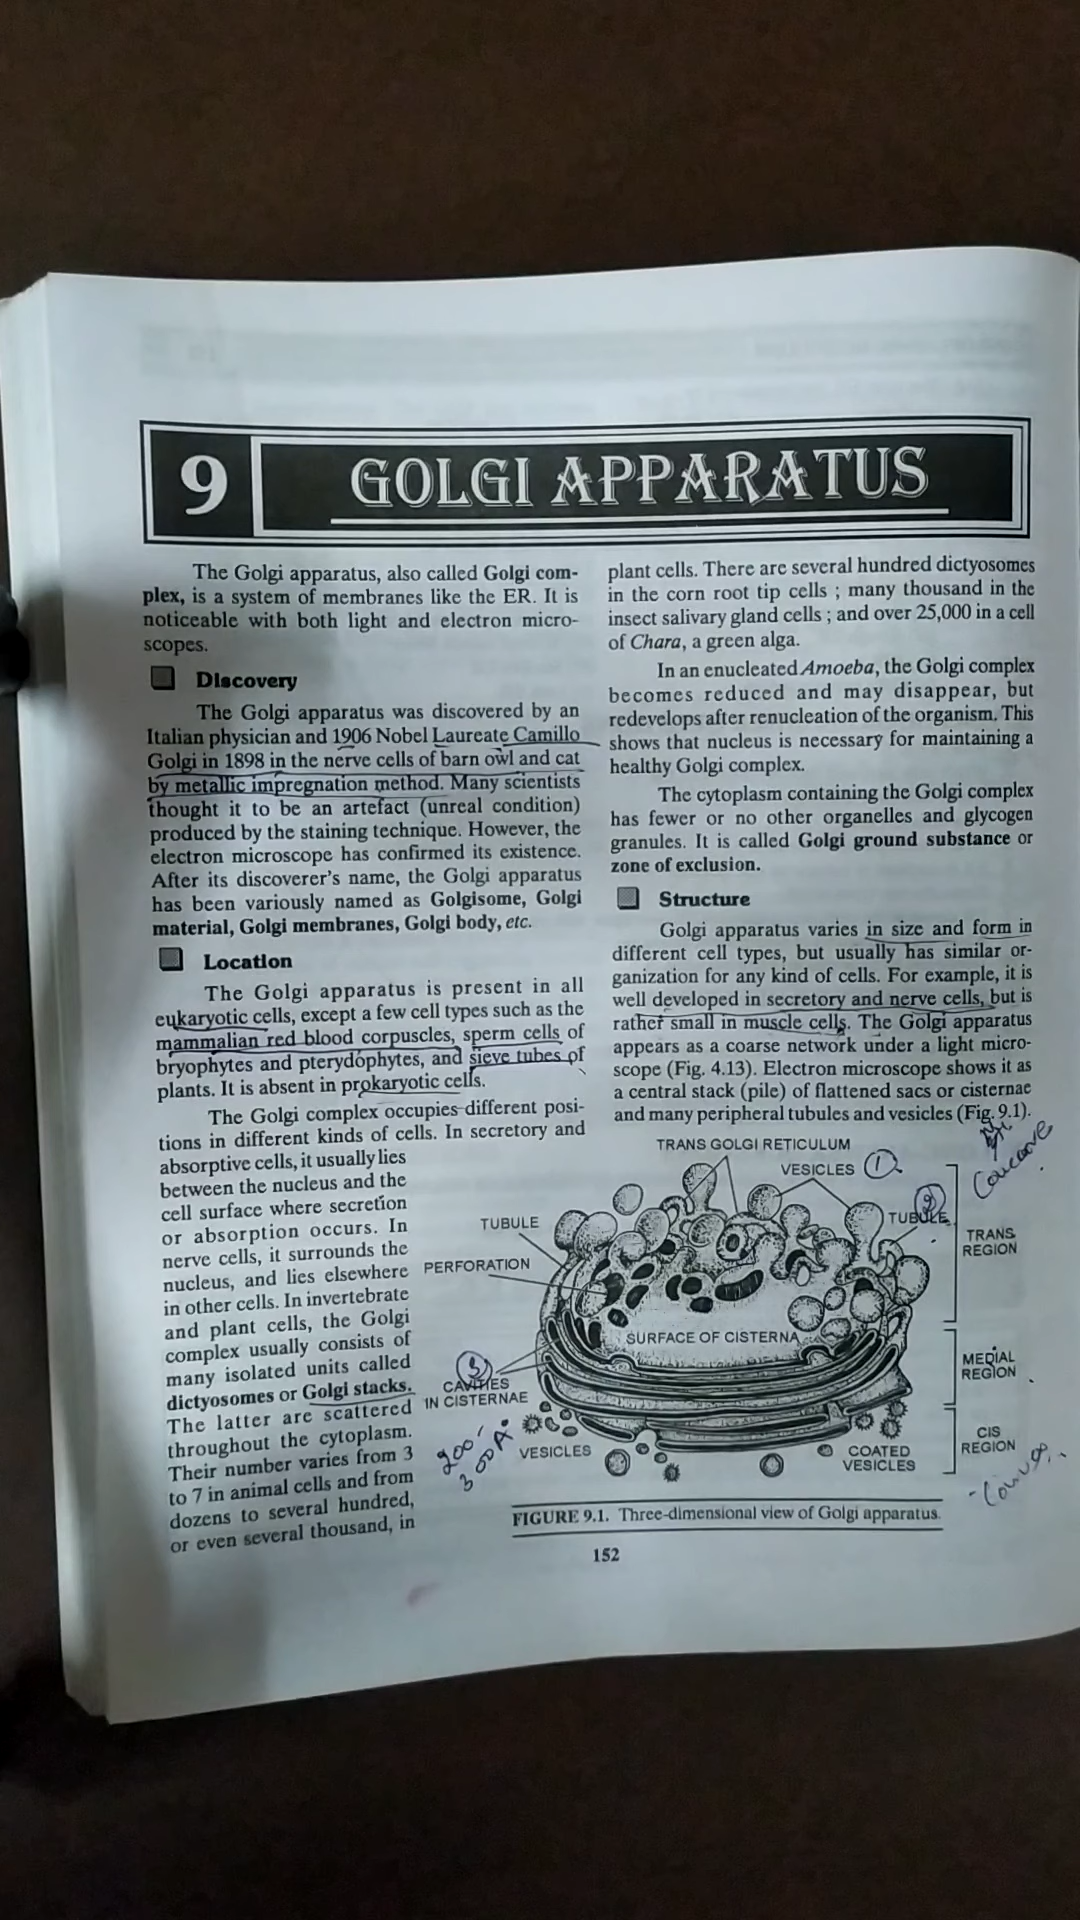 9
GOLGI APPARATUS
The Golgi apparatus, also called Golgi com-
plex, is a system of membranes like the ER. It is
noticeable with both light and electron micro-
scopes.
Discovery
The Golgi apparatus was discovered by an
Italian physician and 1906 Nobel Laureate Camillo
Golgi in 1898 in the nerve cells of barn owl and cat
by metallic impregnation method. Many scientists
thought it to be an artefact (unreal condition)
produced by the staining technique. However, the
electron microscope has confirmed its existence.
After its discoverer's name, the Golgi apparatus
has been variously named as Golgisome, Golgi
material, Golgi membranes, Golgi body, etc.
Location
The Golgi apparatus is present in all
eukaryotic cells, except a few cell types such as the
mammalian red blood corpuscles, sperm cells of
bryophytes and pterydophytes, and sieve tubes of
plants. It is absent in prokaryotic cells.
The Golgi complex occupies different posi-
tions in different kinds of cells. In secretory and
absorptive cells, it usually lies
between the nucleus and the
cell surface where secretion
or absorption occurs. In
nerve cells, it surrounds the
nucleus, and lies elsewhere
in other cells. In invertebrate
and plant cells, the Golgi
complex usually consists of
many isolated units called
dictyosomes or Golgi stacks.
The latter are scattered
throughout the cytoplasm.
Their number varies from 3
to 7 in animal cells and from
dozens to several hundred,
or even several thousand, in
plant cells. There are several hundred dictyosomes
in the corn root tip cells ; many thousand in the
insect salivary gland cells ; and over 25,000 in a cell
of Chara, a green alga.
In an enucleated Amoeba, the Golgi complex
becomes reduced and may disappear, but
redevelops after renucleation of the organism. This
shows that nucleus is necessary for maintaining a
healthy Golgi complex.
The cytoplasm containing the Golgi complex
has fewer or no other organelles and glycogen
granules. It is called Golgi ground substance or
zone of exclusion.
Structure
Golgi apparatus varies in size and form in
different cell types, but usually has similar or-
ganization for any kind of cells. For example, it is
well developed in secretory and nerve cells, but is
rather small in muscle cells. The Golgi apparatus
appears as a coarse network under a light micro-
scope (Fig. 4.13). Electron microscope shows it as
a central stack (pile) of flattened sacs or cisternae
and many peripheral tubules and vesicles (Fig. 9.1).
TRANS GOLGI RETICULUM
VESICLES 1
Concave
TUBULE
2
TUBULE
PERFORATION
TRANS
REGION
SURFACE OF CISTERNA
3
CAVITIES
IN CISTERNAE
MEDIAL
REGION
200-
300A°
VESICLES
COATED
VESICLES
CIS
REGION
FIGURE 9.1. Three-dimensional view of Golgi apparatus.
152